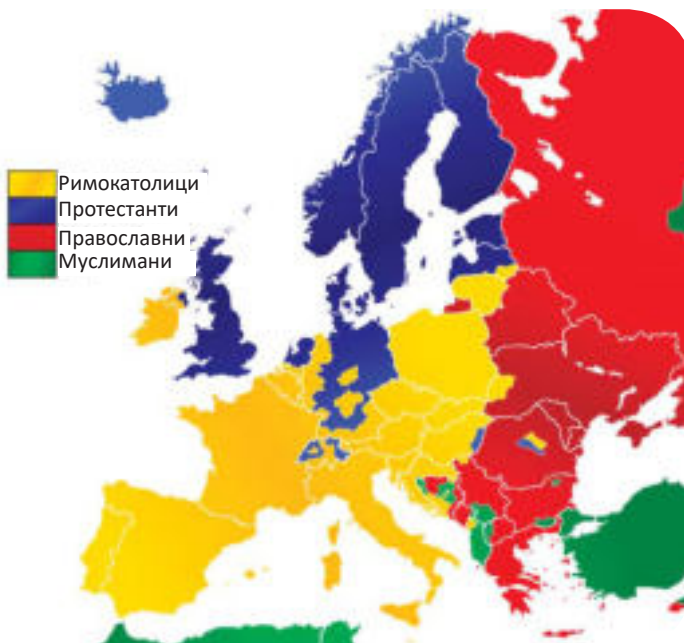 Римокатолици
Протестанти
Православни
Муслимани